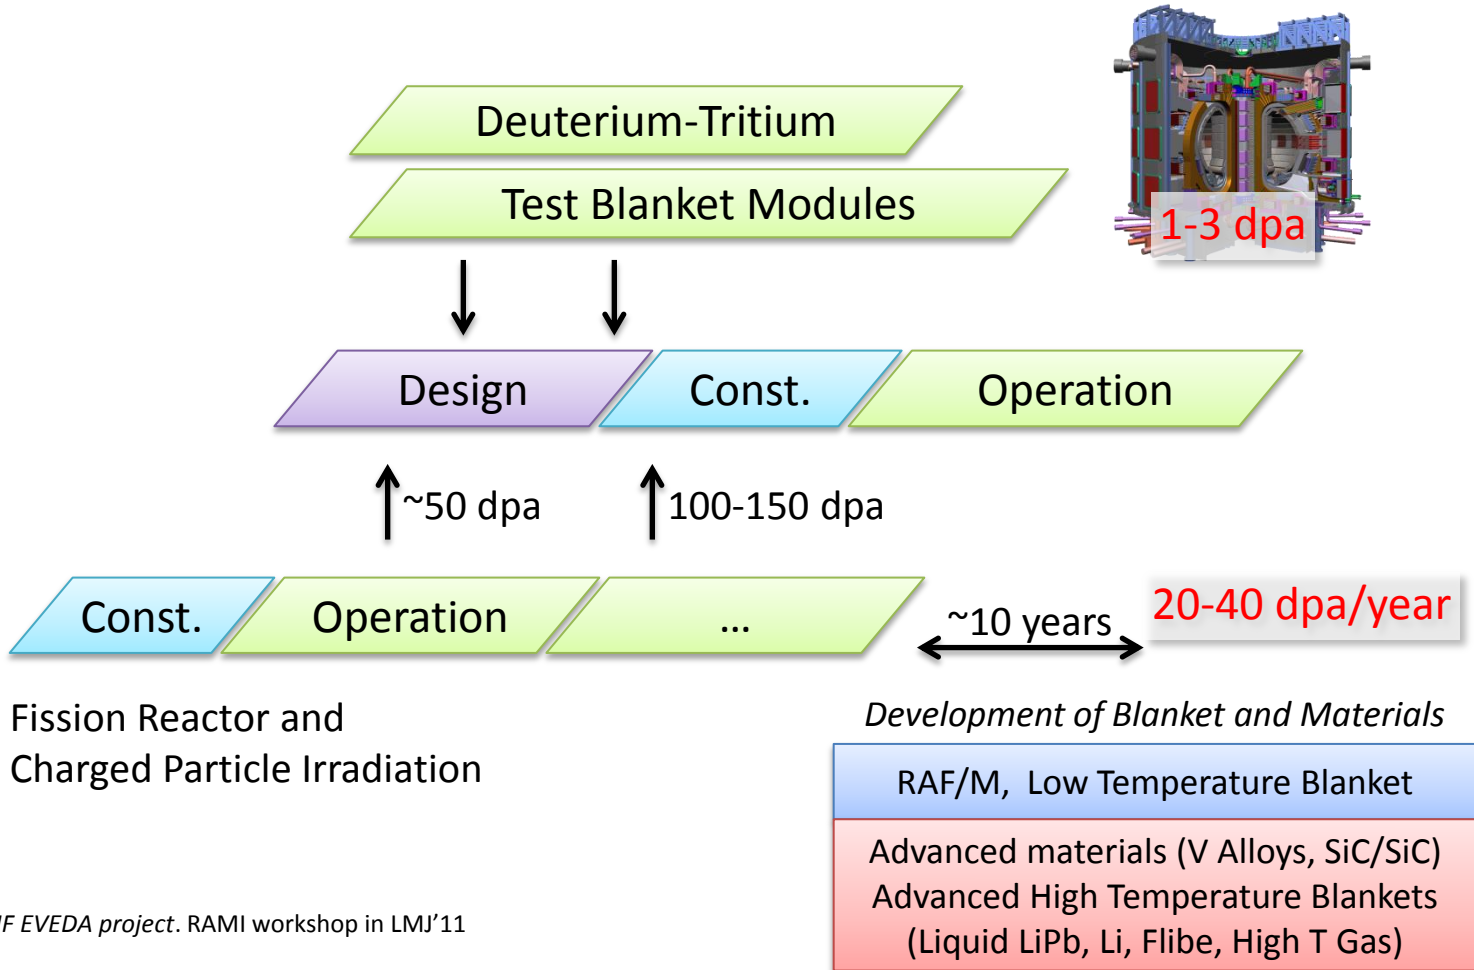 Deuterium-Tritium
Test Blanket Modules
1-3 dpa
Design
Const.
Operation
~50 dpa
100-150 dpa
Const.
Operation
...
~10 years
20-40 dpa/year
Fission Reactor and
Charged Particle Irradiation
Development of Blanket and Materials
RAF/M, Low Temperature Blanket
Advanced materials (V Alloys, SiC/SiC)
Advanced High Temperature Blankets
(Liquid LiPb, Li, Flibe, High T Gas)
EVEDA project. RAMI workshop in LMJ'11